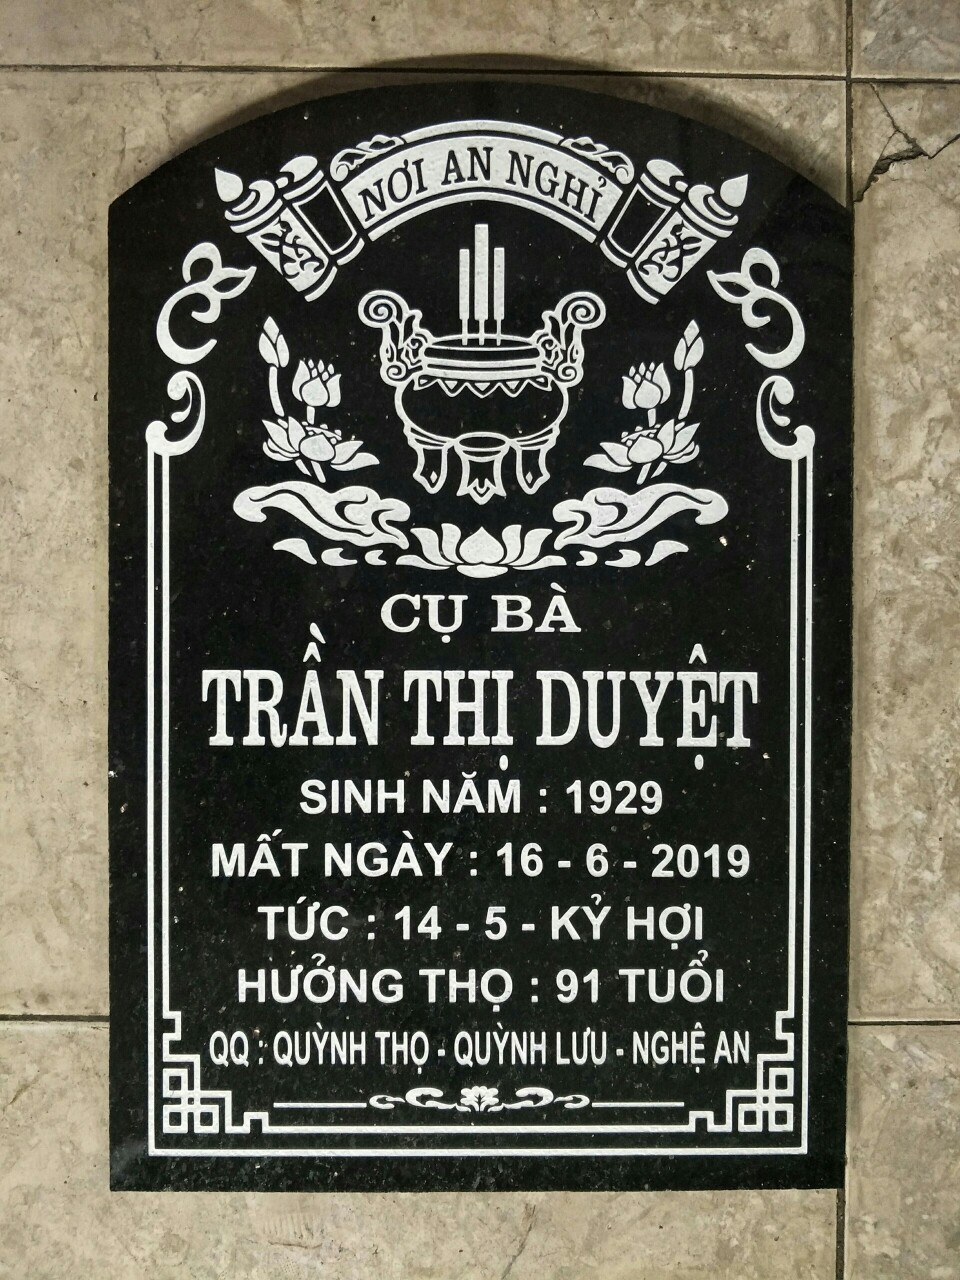 NƠI AN NGHỈ
CỤ BÀ
TRẦN THỊ DUYỆT
SINH NĂM : 1929
MẤT NGÀY : 16 - 6 - 2019
TỨC : 14 - 5 - KỶ HỢI
HƯỞNG THỌ : 91 TUỔI
QQ : QUỲNH THỌ - QUỲNH LƯU - NGHỆ AN